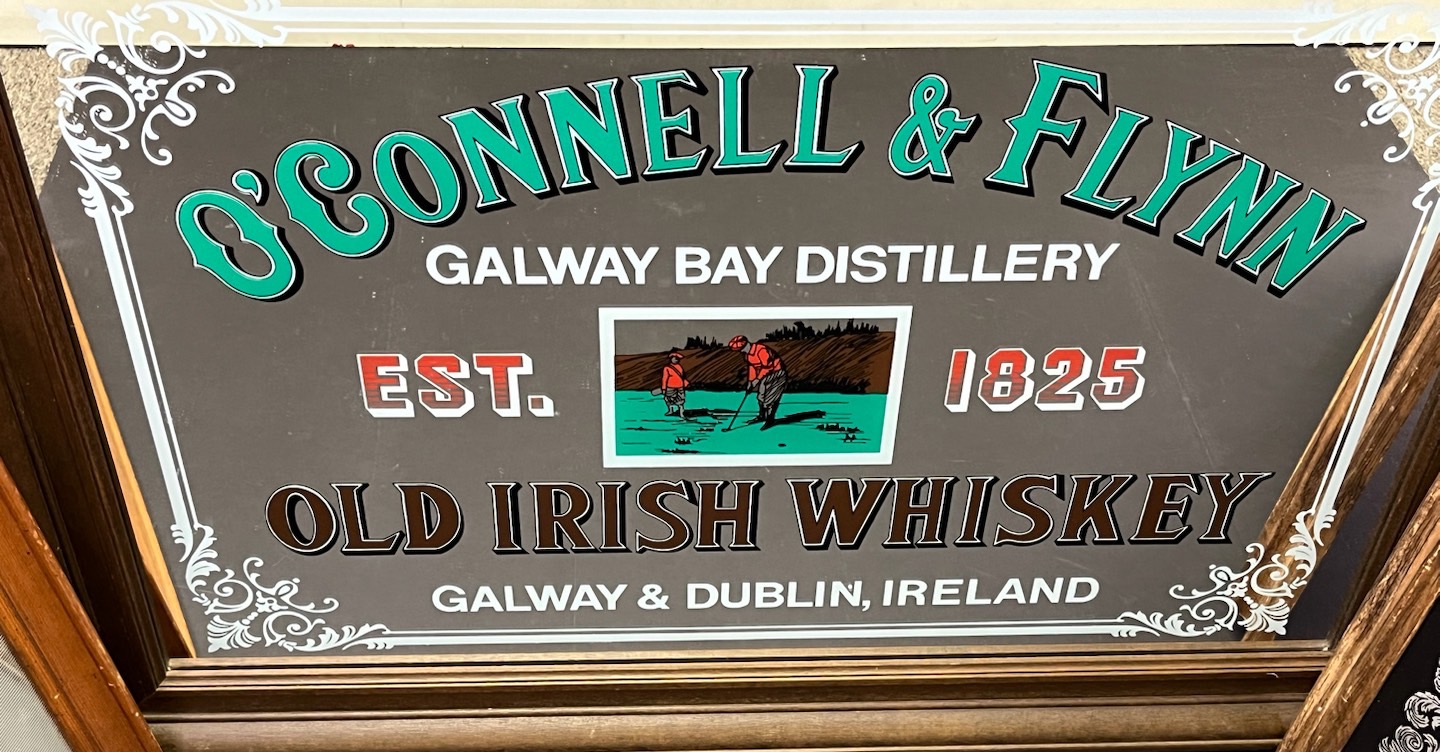 O'CONNELL & FLYNN
GALWAY BAY DISTILLERY
EST. 1825
OLD IRISH WHISKEY
GALWAY & DUBLIN, IRELAND